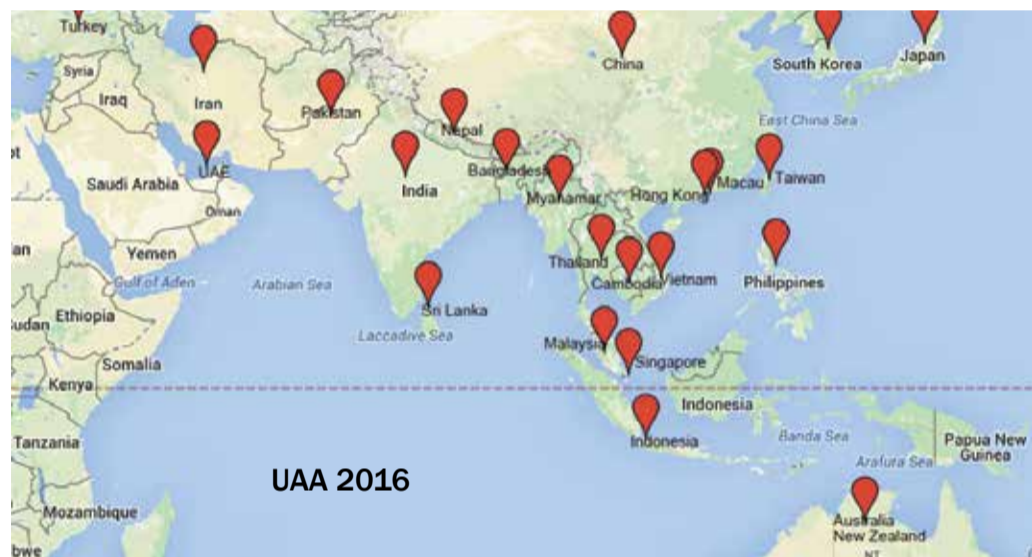 Turkey
China
South Korea
Japan
Syria
Iraq
Iran
Pakistan
Nepal
East China Sea
UAE
India
Bangladesh
Saudi Arabia
Myanamar
Hong Kong
Macau
Taiwan
Oman
Yemen
Thailand
Gulf of Aden
Arabian Sea
Cambodia
Vietnam
Philippines
Ethiopia
Sri Lanka
Laccadive Sea
Malaysia
Somalia
Singapore
Kenya
Indonesia
Tanzania
Indonesia
Banda Sea
Papua New
Guinea
Arafura Sea
UAA 2016
Mozambique
Australia
New Zealand
bwe
NT